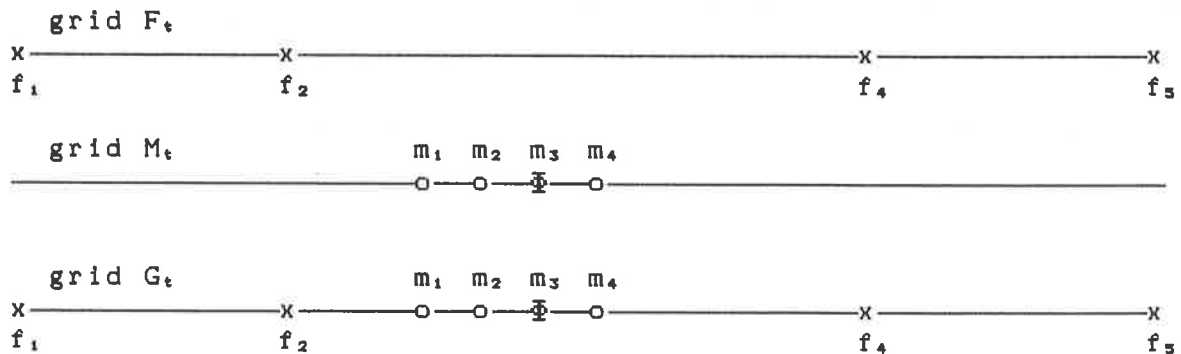 grid Fₜ
x x x x
f₁ f₂ f₄ f₅
grid Mₜ m₁ m₂ m₃ m₄
grid Gₜ m₁ m₂ m₃ m₄
x x x x
f₁ f₂ f₄ f₅